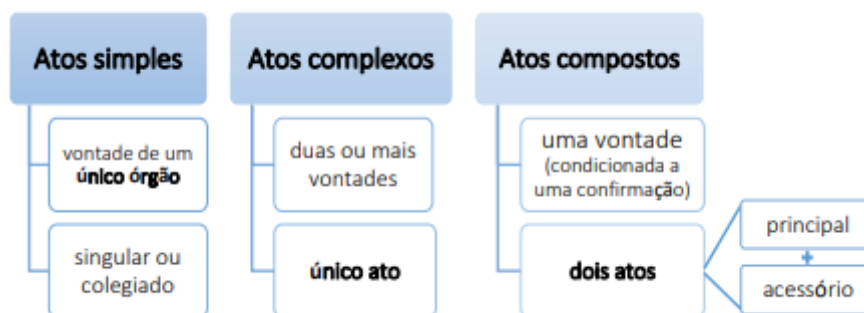 Atos simples
vontade de um
único órgão
singular ou
colegiado
Atos complexos
duas ou mais
vontades
único ato
Atos compostos
uma vontade
(condicionada a
uma confirmação)
dois atos
principal
+
acessório